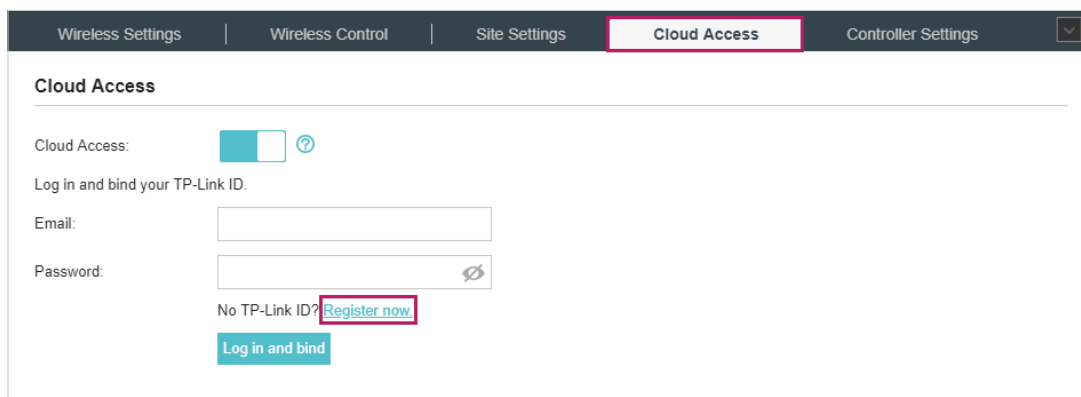 Wireless Settings | Wireless Control | Site Settings Cloud Access Controller Settings
Cloud Access
Cloud Access:
Log in and bind your TP-Link ID.
Email:
Password:
No TP-Link ID? Register now.
Log in and bind